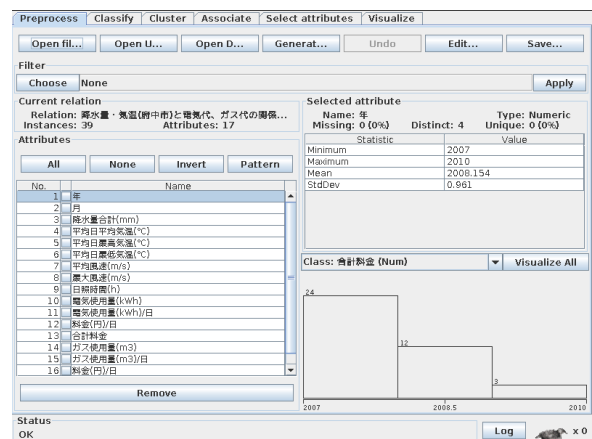 Preprocess Classify Cluster Associate Select attributes Visualize
Open fil... Open U... Open D... Generat... Undo Edit... Save...
Filter
Choose None Apply
Current relation
Relation: 降水量・気温(府中市)と電気代、ガス代の関係...
Instances: 39 Attributes: 17
Attributes
All None Invert Pattern
No. Name
1 年
2 月
3 降水量合計(mm)
4 平均日平均気温(℃)
5 平均日最高気温(℃)
6 平均日最低気温(℃)
7 平均風速(m/s)
8 最大風速(m/s)
9 日照時間(h)
10 電気使用量(kWh)
11 電気使用量(kWh)/日
12 料金(円)/日
13 合計料金
14 ガス使用量(m3)
15 ガス使用量(m3)/日
16 料金(円)/日
Remove
Selected attribute
Name: 年 Type: Numeric
Missing: 0 (0%) Distinct: 4 Unique: 0 (0%)
Statistic Value
Minimum 2007
Maximum 2010
Mean 2008.154
StdDev 0.961
Class: 合計料金 (Num) Visualize All
24
12
3
2007 2008.5 2010
Status
OK
Log x 0